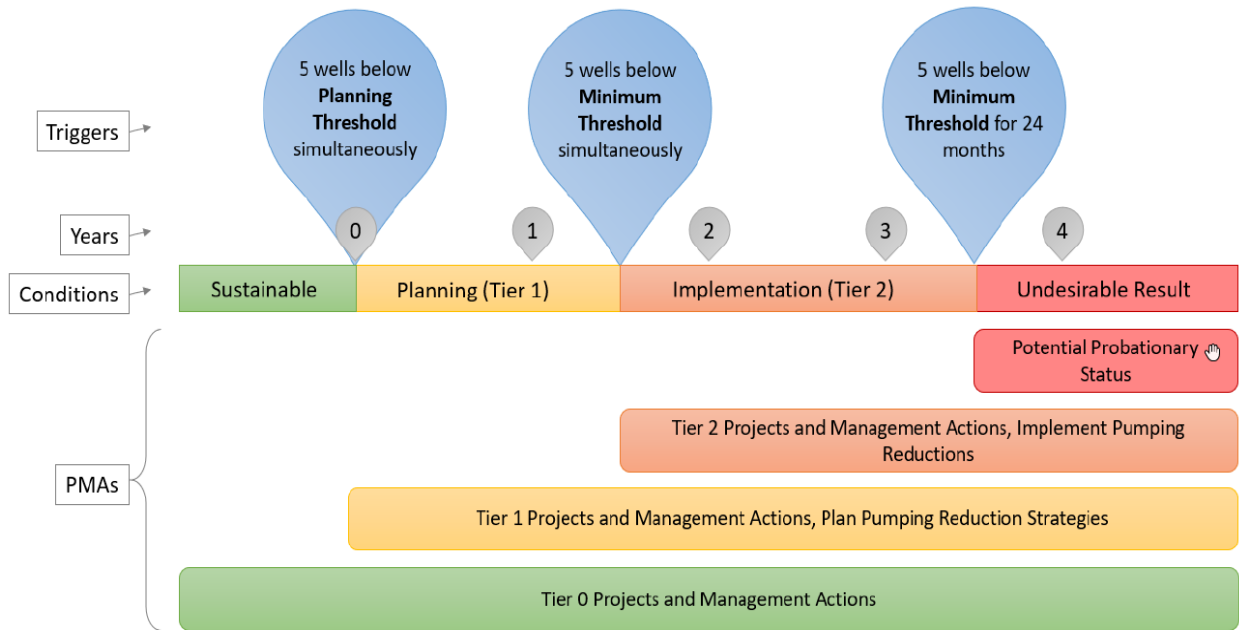 5 wells below
Planning
Threshold
simultaneously
5 wells below
Minimum
Threshold
simultaneously
5 wells below
Minimum
Threshold for 24
months
Triggers
Years
0
1
2
3
4
Conditions
Sustainable
Planning (Tier 1)
Implementation (Tier 2)
Undesirable Result
Potential Probationary
Status
Tier 2 Projects and Management Actions, Implement Pumping
Reductions
PMAs
Tier 1 Projects and Management Actions, Plan Pumping Reduction Strategies
Tier 0 Projects and Management Actions